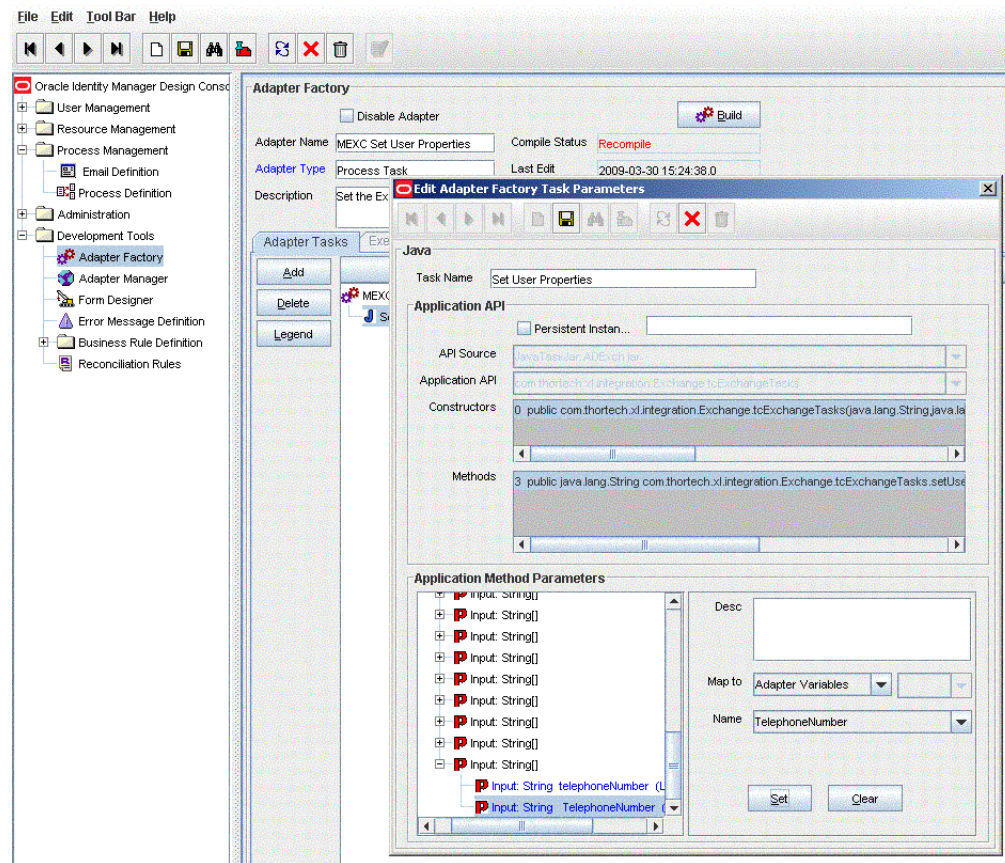 File Edit Tool Bar Help
Oracle Identity Manager Design Conso
User Management
Resource Management
Process Management
Email Definition
Process Definition
Administration
Development Tools
Adapter Factory
Adapter Manager
Form Designer
Error Message Definition
Business Rule Definition
Reconciliation Rules
Adapter Factory
Disable Adapter
Build
Adapter Name MEXC Set User Properties Compile Status Recompile
Adapter Type Process Task Last Edit 2009-03-30 15:24:38.0
Description Set the Ex
Adapter Tasks Exe
Add
Delete
Legend
MEXC
Se
Edit Adapter Factory Task Parameters
Java
Task Name Set User Properties
Application API
Persistent Instan...
API Source JavaTaskJar:ADExch.jar
Application API com.thortech.xl.integration.Exchange.tcExchangeTasks
Constructors 0 public com.thortech.xl.integration.Exchange.tcExchangeTasks(java.lang.String,java.la
Methods 3 public java.lang.String com.thortech.xl.integration.Exchange.tcExchangeTasks.setUse
Application Method Parameters
Input: String[]
Input: String[]
Input: String[]
Input: String[]
Input: String[]
Input: String[]
Input: String[]
Input: String[]
Input: String[]
Input: String telephoneNumber (L
Input: String TelephoneNumber (
Desc
Map to Adapter Variables
Name TelephoneNumber
Set Clear